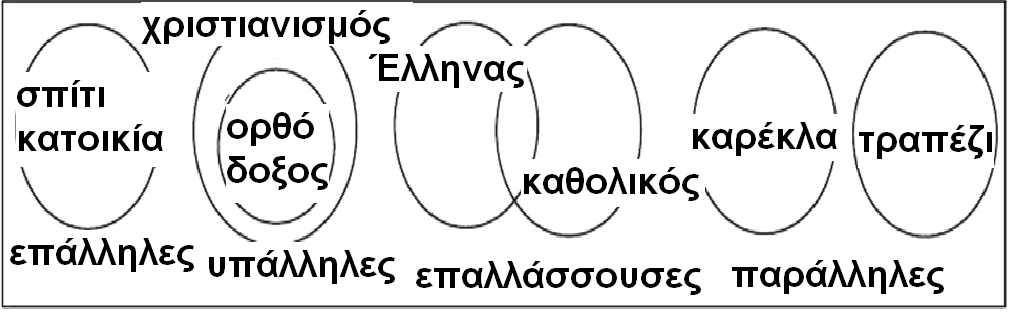 σπίτι
κατοικία
επάλληλες
χριστιανισμός
ορθό
δοξος
υπάλληλες
Έλληνας
καθολικός
επαλλάσσουσες
καρέκλα
τραπέζι
παράλληλες